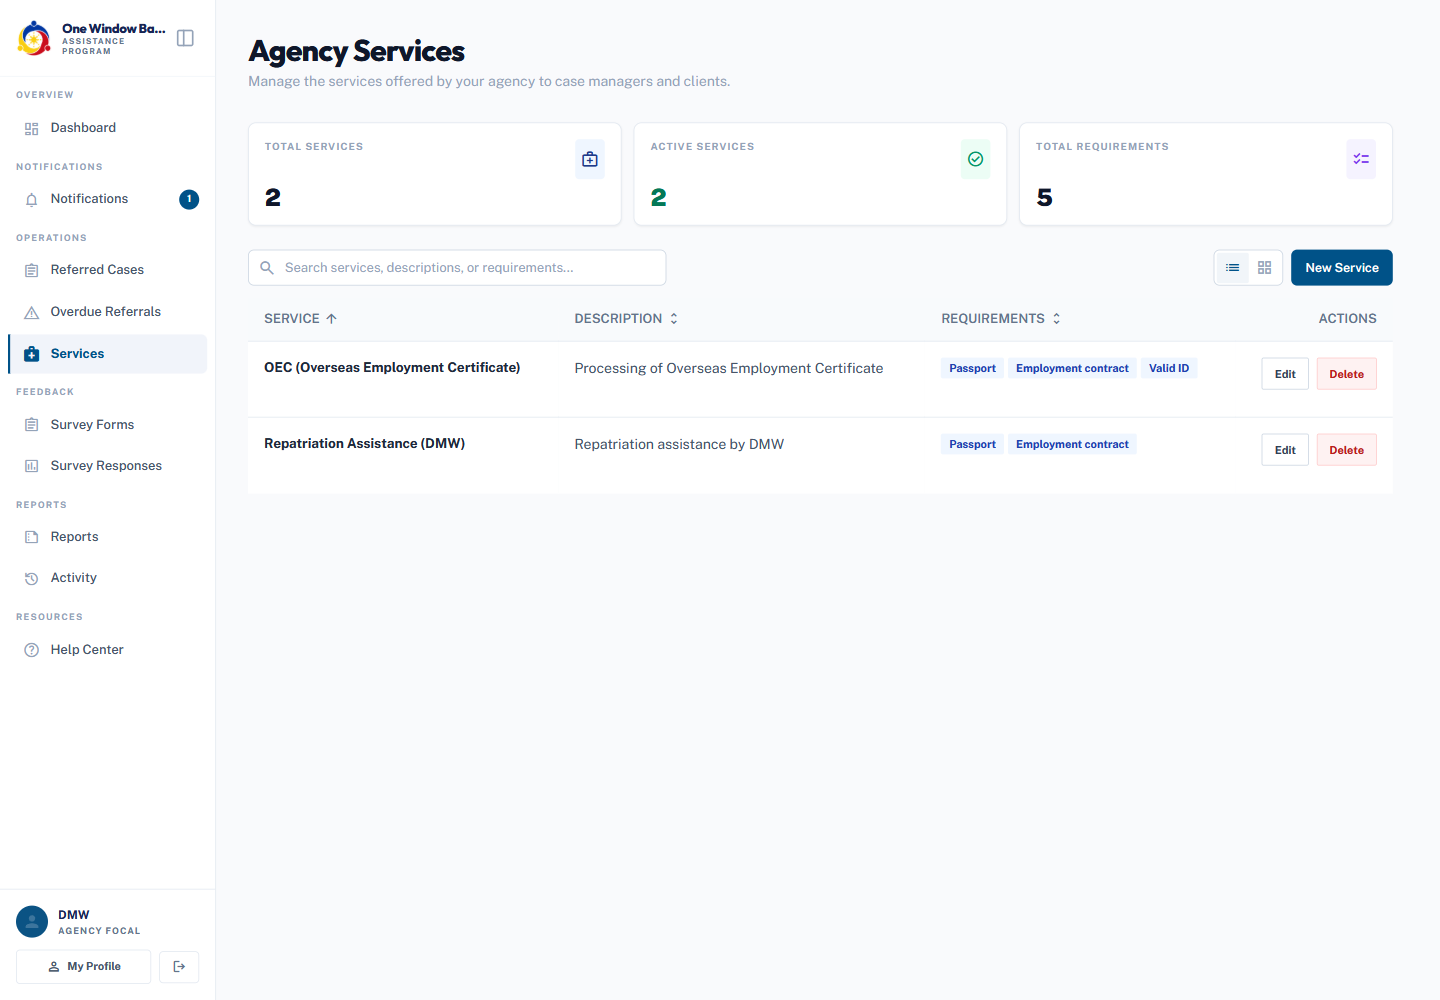 One Window Ba...
ASSISTANCE
PROGRAM
OVERVIEW
Dashboard
NOTIFICATIONS
Notifications 1
OPERATIONS
Referred Cases
Overdue Referrals
Services
FEEDBACK
Survey Forms
Survey Responses
REPORTS
Reports
Activity
RESOURCES
Help Center
DMW
AGENCY FOCAL
My Profile
Agency Services
Manage the services offered by your agency to case managers and clients.
TOTAL SERVICES
2
ACTIVE SERVICES
2
TOTAL REQUIREMENTS
5
Search services, descriptions, or requirements...
New Service
SERVICE DESCRIPTION REQUIREMENTS ACTIONS
OEC (Overseas Employment Certificate) Processing of Overseas Employment Certificate Passport Employment contract Valid ID Edit Delete
Repatriation Assistance (DMW) Repatriation assistance by DMW Passport Employment contract Edit Delete